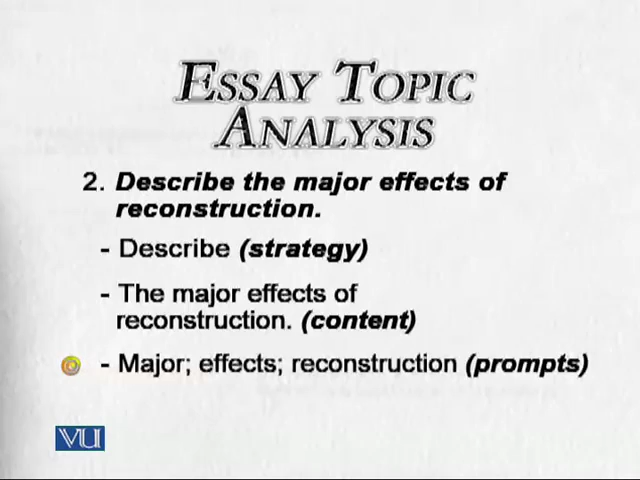 ESSAY TOPIC
ANALYSIS
2. Describe the major effects of
reconstruction.
- Describe (strategy)
- The major effects of
reconstruction. (content)
- Major; effects; reconstruction (prompts)
VU